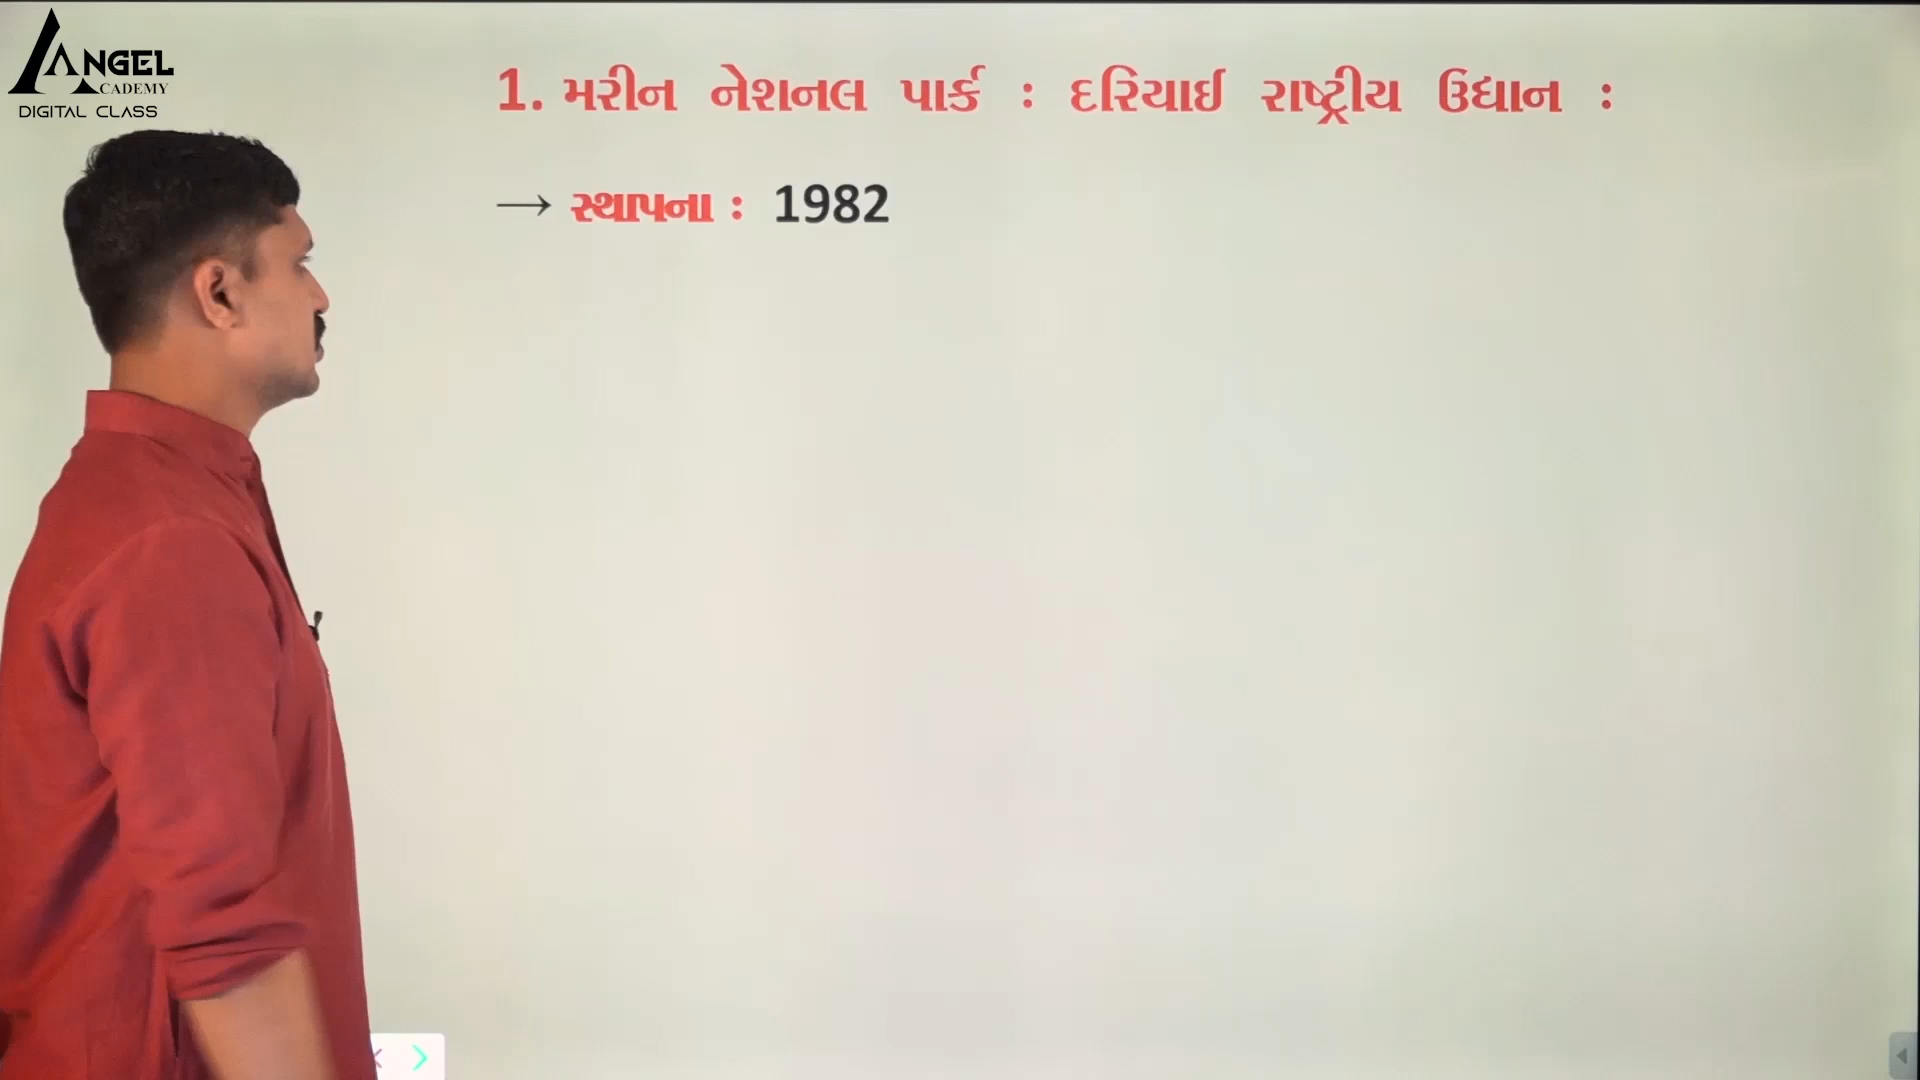 ANGEL
ACADEMY
DIGITAL CLASS
1. મરીન નેશનલ પાર્ક : દરિયાઈ રાષ્ટ્રીય ઉદ્યાન :
→ સ્થાપના : 1982